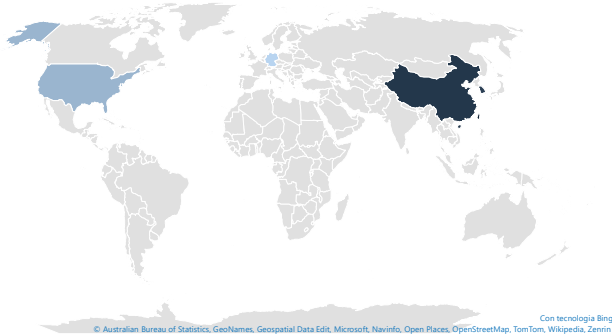 Con tecnologia Bing
© Australian Bureau of Statistics, GeoNames, Geospatial Data Edit, Microsoft, Navinfo, Open Places, OpenStreetMap, TomTom, Wikipedia, Zenrin